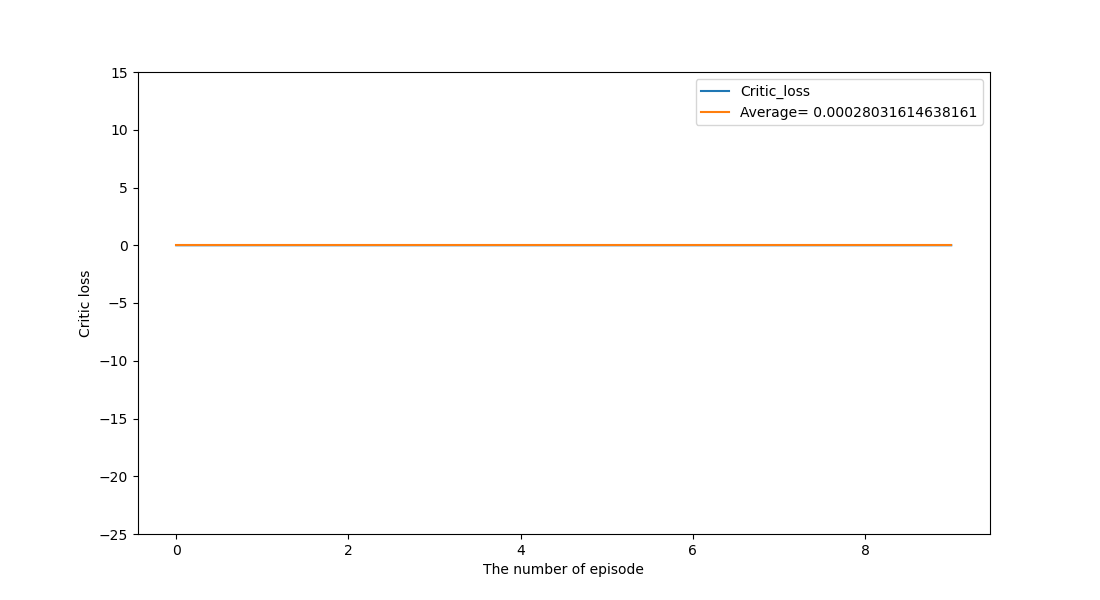 Critic_loss
Average= 0.00028031614638161
15
10
5
0
−5
−10
−15
−20
−25
Critic loss
0 2 4 6 8
The number of episode